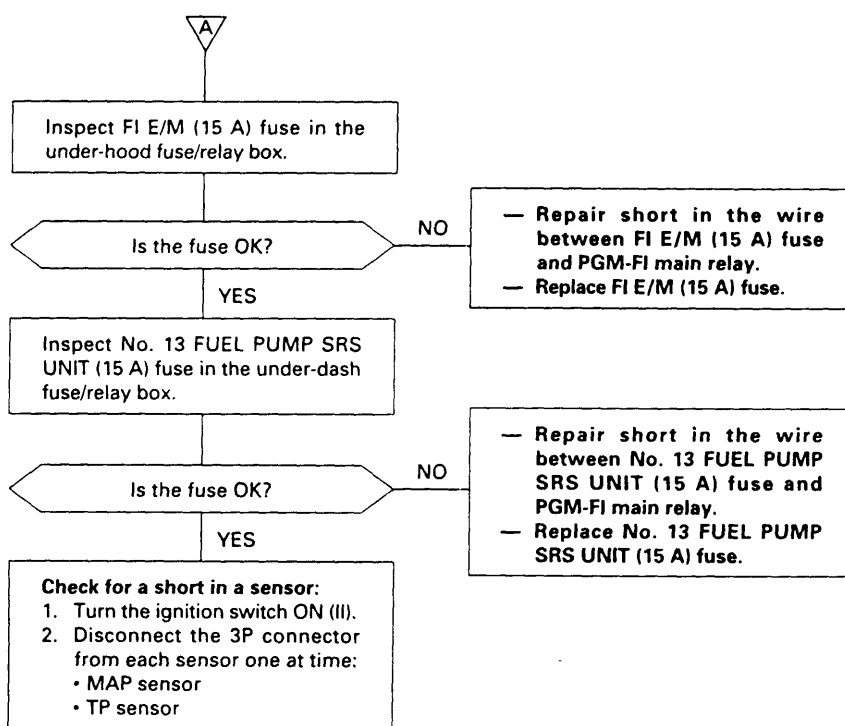 A
Inspect FI E/M (15 A) fuse in the
under-hood fuse/relay box.
Is the fuse OK?
NO
— Repair short in the wire
between FI E/M (15 A) fuse
and PGM-FI main relay.
— Replace FI E/M (15 A) fuse.
YES
Inspect No. 13 FUEL PUMP SRS
UNIT (15 A) fuse in the under-dash
fuse/relay box.
Is the fuse OK?
NO
— Repair short in the wire
between No. 13 FUEL PUMP
SRS UNIT (15 A) fuse and
PGM-FI main relay.
— Replace No. 13 FUEL PUMP
SRS UNIT (15 A) fuse.
YES
Check for a short in a sensor:
1. Turn the ignition switch ON (II).
2. Disconnect the 3P connector
from each sensor one at time:
• MAP sensor
• TP sensor